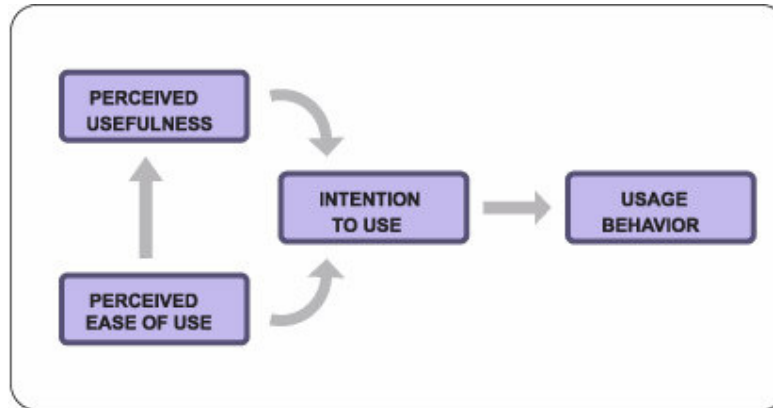 PERCEIVED
USEFULNESS
INTENTION
TO USE
USAGE
BEHAVIOR
PERCEIVED
EASE OF USE